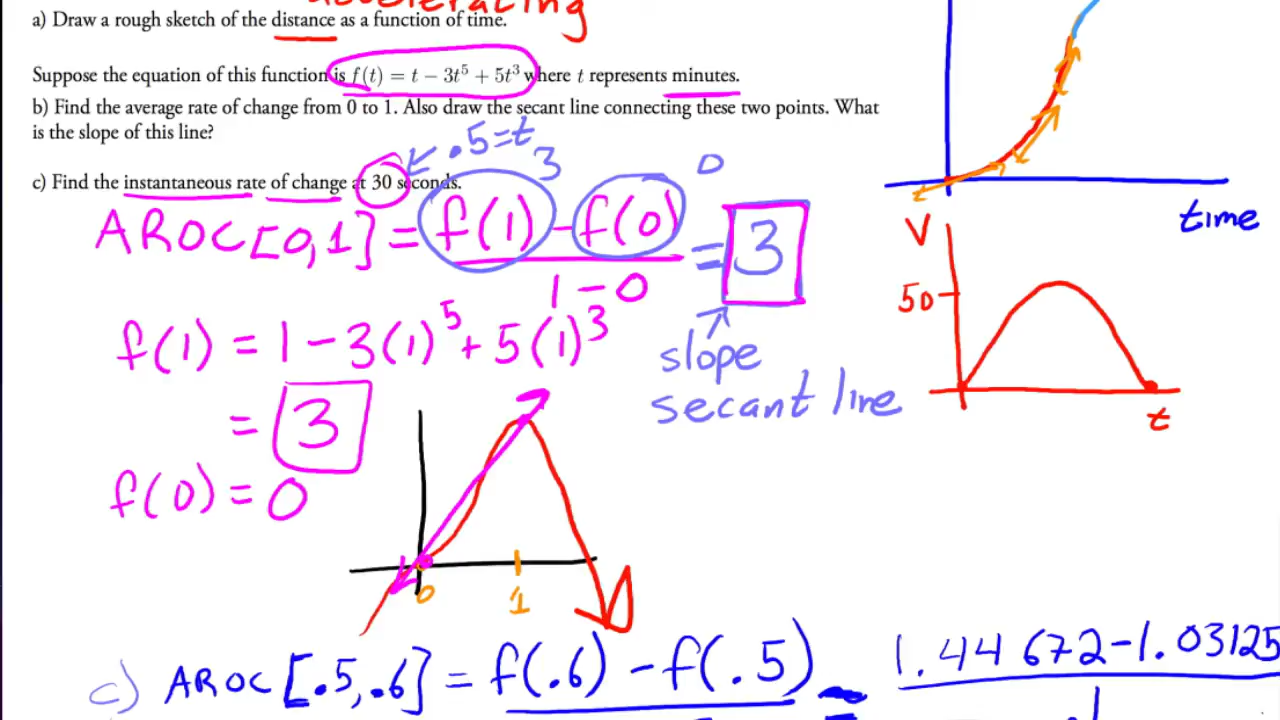 accelerating
a) Draw a rough sketch of the distance as a function of time.
Suppose the equation of this function is f(t) = t − 3t⁵ + 5t³ where t represents minutes.
b) Find the average rate of change from 0 to 1. Also draw the secant line connecting these two points. What
is the slope of this line?
.5=t
c) Find the instantaneous rate of change at 30 seconds.
3
0
AROC[0,1] = f(1) - f(0)
1 - 0
= 3
f(1) = 1 - 3(1)⁵ + 5(1)³
= 3
f(0) = 0
slope
secant line
0
1
time
V
50
t
c) AROC [.5,.6] = f(.6) - f(.5) = 1.44672-1.03125